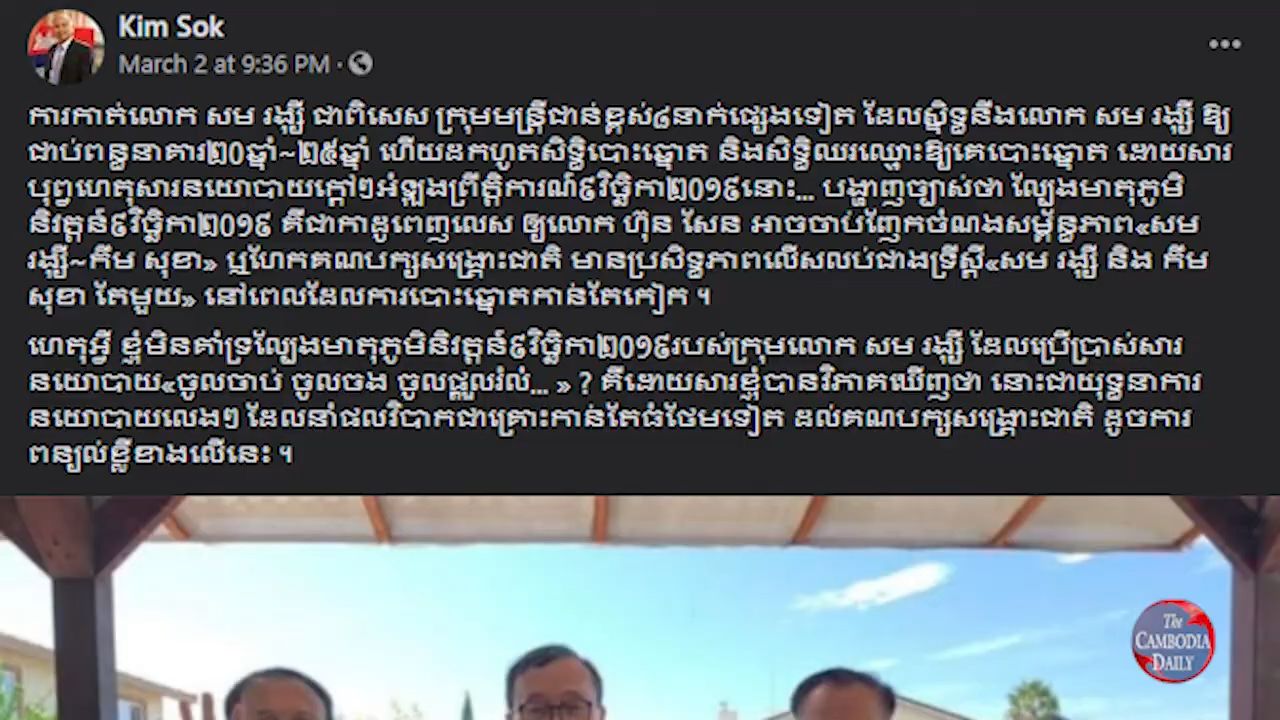 Kim Sok
March 2 at 9:36 PM ·
ការកាត់លោក សម រង្ស៊ី ជាពិសេស ក្រុមមន្ត្រីជាន់ខ្ពស់៨នាក់ផ្សេងទៀត ដែលស្និទ្ធនឹងលោក សម រង្ស៊ី ឱ្យ
ជាប់ពន្ធនាគារ២0ឆ្នាំ~២៥ឆ្នាំ ហើយដកហូតសិទ្ធិបោះឆ្នោត និងសិទ្ធិឈរឈ្មោះឱ្យគេបោះឆ្នោត ដោយសារ
បុព្វហេតុសារនយោបាយក្ដៅៗអំឡុងព្រឹត្តិការណ៍៩វិច្ឆិកា២0១៩នោះ... បង្ហាញច្បាស់ថា ល្បែងមាតុភូមិ
និវត្តន៍៩វិច្ឆិកា២0១៩ គឺជាកាដូពេញលេស ឲ្យលោក ហ៊ុន សែន អាចចាប់ញែកចំណងសម្ព័ន្ធភាព«សម
រង្ស៊ី~កឹម សុខា» ឬហែកគណបក្សសង្គ្រោះជាតិ មានប្រសិទ្ធភាពលើសលប់ជាងទ្រឹស្ដី«សម រង្ស៊ី និង កឹម
សុខា តែមួយ» នៅពេលដែលការបោះឆ្នោតកាន់តែកៀក ។
ហេតុអ្វី ខ្ញុំមិនគាំទ្រល្បែងមាតុភូមិនិវត្តន៍៩វិច្ឆិកា២0១៩របស់ក្រុមលោក សម រង្ស៊ី ដែលប្រើប្រាស់សារ
នយោបាយ«ចូលចាប់ ចូលចង ចូលផ្ដួលរំលំ... » ? គឺដោយសារខ្ញុំបានវិភាគឃើញថា នោះជាយុទ្ធនាការ
នយោបាយលេងៗ ដែលនាំផលវិបាកជាគ្រោះកាន់តែធំថែមទៀត ដល់គណបក្សសង្គ្រោះជាតិ ដូចការ
ពន្យល់ខ្លីខាងលើនេះ ។
The
CAMBODIA
DAILY